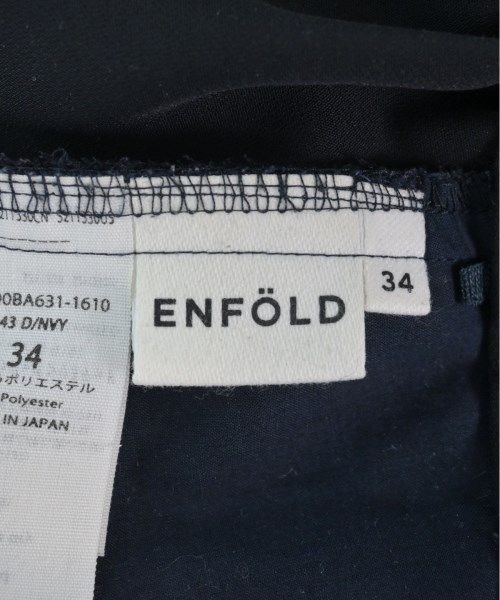 00BA631-1610
43 D/NVY
34
ポリエステル
Polyester
IN JAPAN
ENFÖLD
34